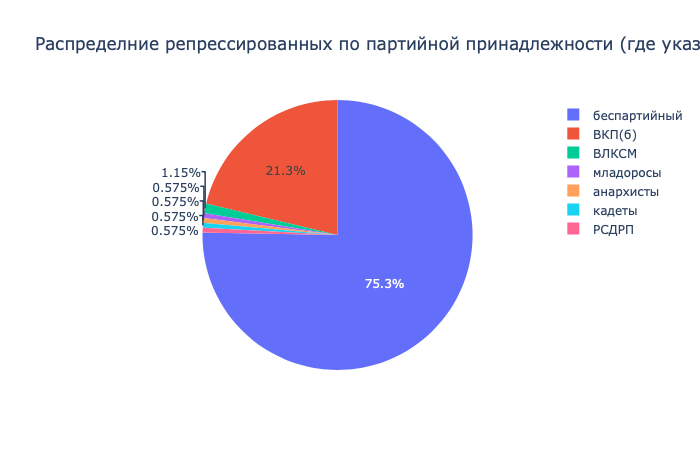 Распределние репрессированных по партийной принадлежности (где указ
беспартийный
ВКП(б)
ВЛКСМ
младоросы
анархисты
кадеты
РСДРП
21.3%
1.15%
0.575%
0.575%
0.575%
0.575%
75.3%